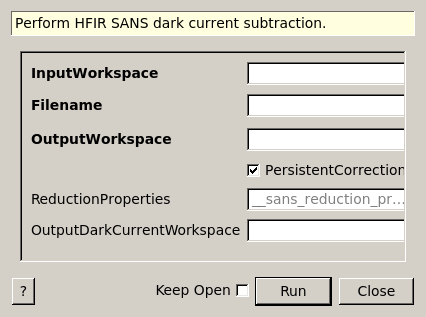 Perform HFIR SANS dark current subtraction.
InputWorkspace
Filename
OutputWorkspace
PersistentCorrection
ReductionProperties __sans_reduction_pr...
OutputDarkCurrentWorkspace
? Keep Open Run Close